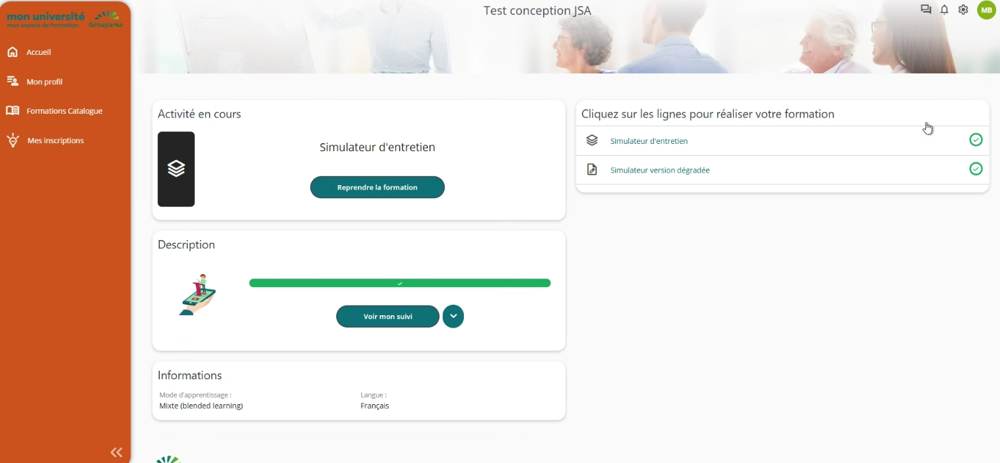 mon université
mon espace de formation
Groupama
Accueil
Mon profil
Formations Catalogue
Mes inscriptions
Test conception JSA
MB
Activité en cours
Simulateur d'entretien
Reprendre la formation
Description
Voir mon suivi
Informations
Mode d'apprentissage :
Mixte (blended learning)
Langue :
Français
Cliquez sur les lignes pour réaliser votre formation
Simulateur d'entretien
Simulateur version dégradée